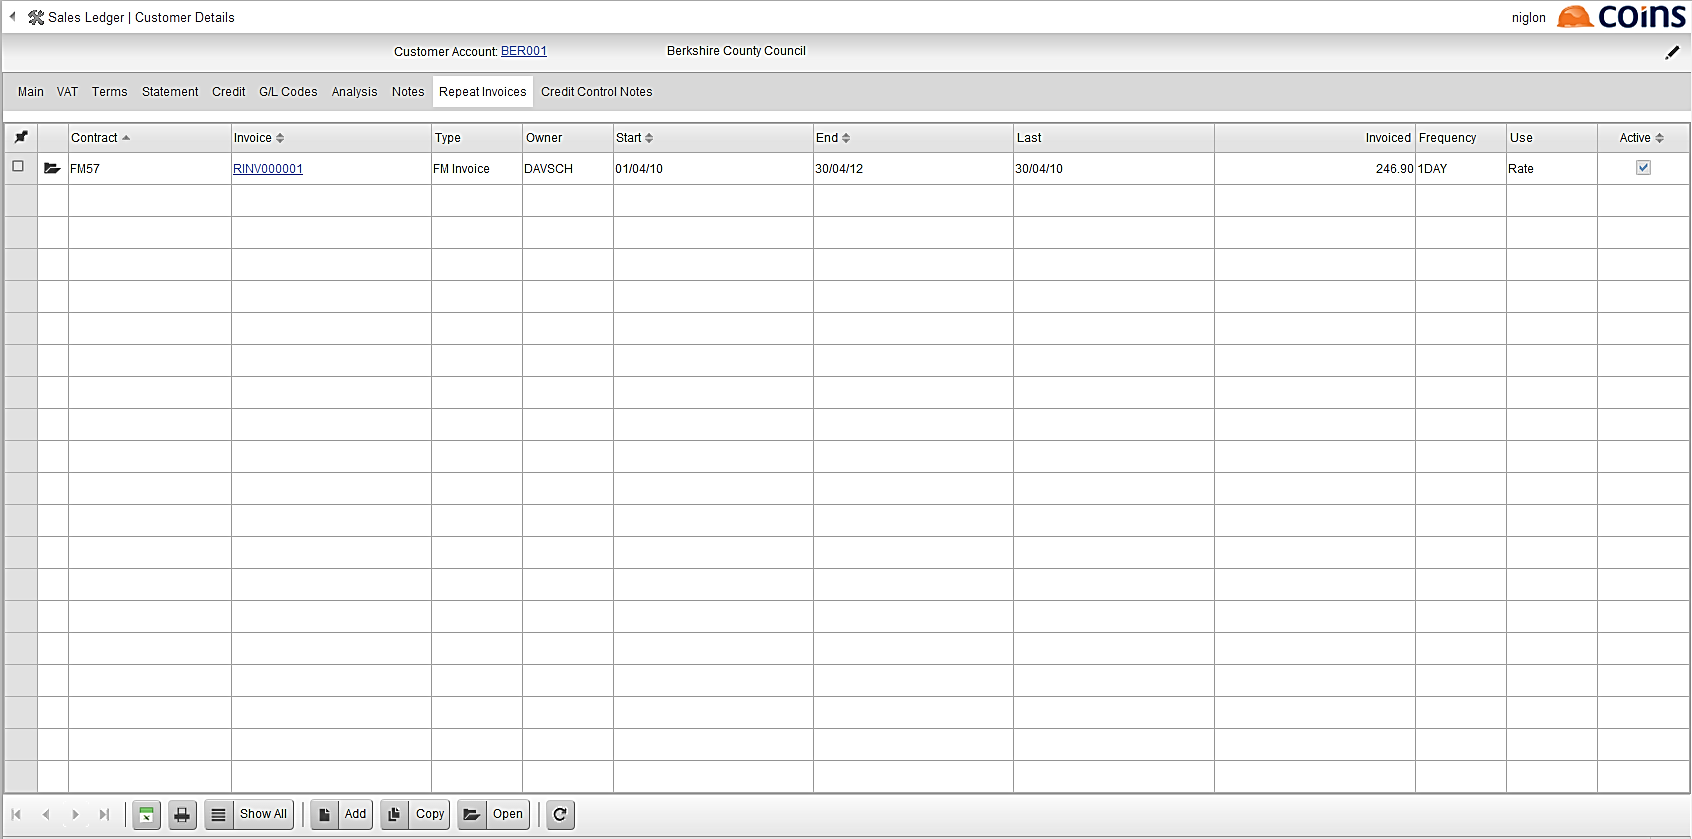 Sales Ledger | Customer Details
niglon
coins
Customer Account: BER001 Berkshire County Council
Main VAT Terms Statement Credit G/L Codes Analysis Notes Repeat Invoices Credit Control Notes
Contract Invoice Type Owner Start End Last Invoiced Frequency Use Active
FM57 RINV000001 FM Invoice DAVSCH 01/04/10 30/04/12 30/04/10 246.90 1DAY Rate
Show All Add Copy Open